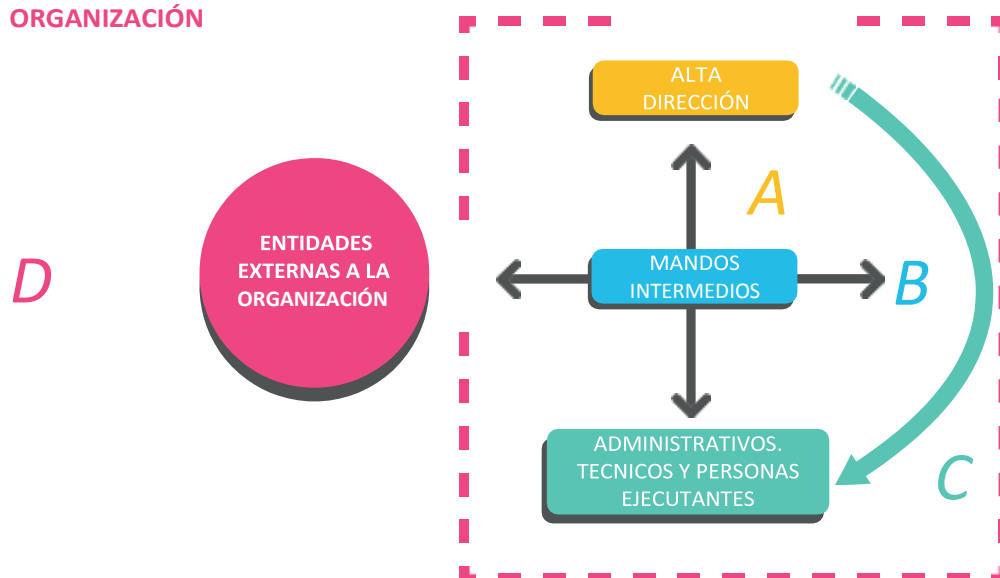 ORGANIZACIÓN
ALTA
DIRECCIÓN
A
ENTIDADES
EXTERNAS A LA
ORGANIZACIÓN
D
MANDOS
INTERMEDIOS
B
ADMINISTRATIVOS.
TECNICOS Y PERSONAS
EJECUTANTES
C